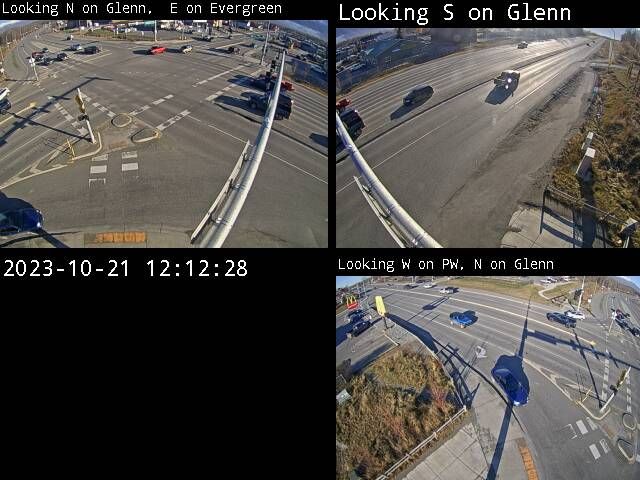 Looking N on Glenn,  E on Evergreen
Looking S on Glenn
2023-10-21 12:12:28
Looking W on PW, N on Glenn